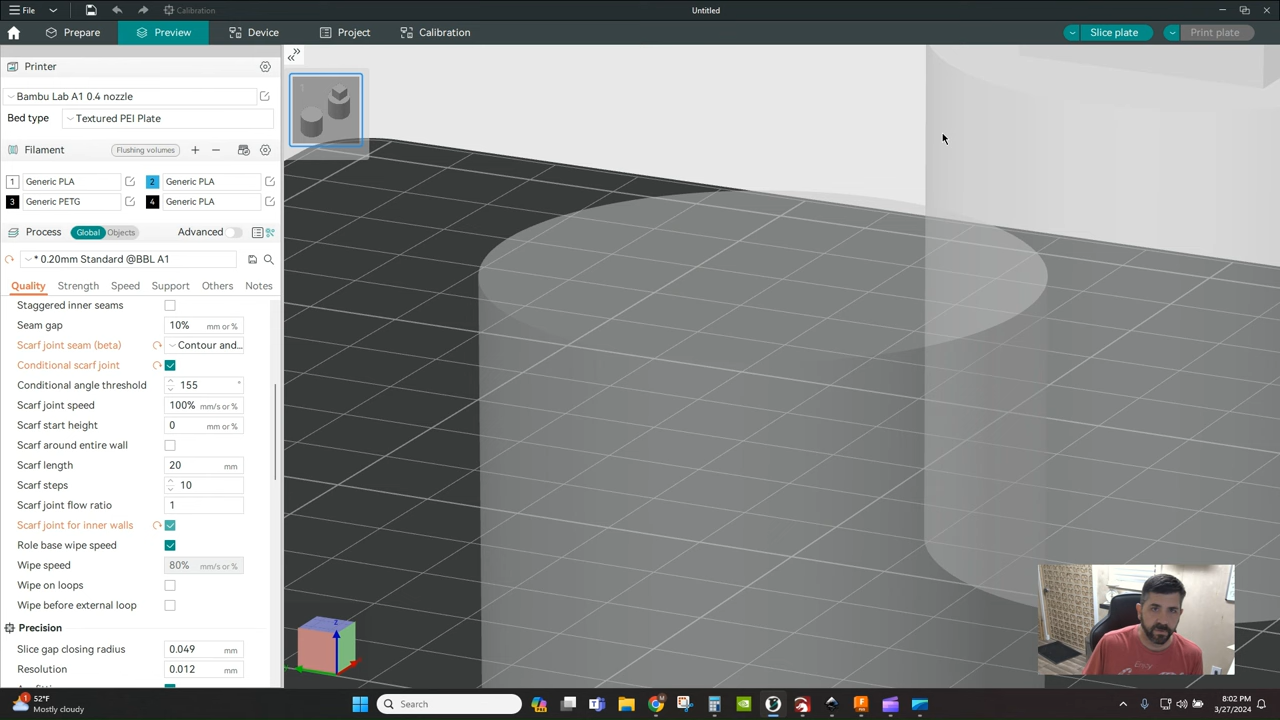 File Calibration Untitled
Prepare Preview Device Project Calibration Slice plate Print plate
Printer
Bambu Lab A1 0.4 nozzle
Bed type Textured PEI Plate
Filament Flushing volumes
1 Generic PLA 2 Generic PLA
3 Generic PETG 4 Generic PLA
Process Global Objects Advanced
* 0.20mm Standard @BBL A1
Quality Strength Speed Support Others Notes
Staggered inner seams
Seam gap 10% mm or %
Scarf joint seam (beta) Contour and...
Conditional scarf joint
Conditional angle threshold 155 °
Scarf joint speed 100% mm/s or %
Scarf start height 0 mm or %
Scarf around entire wall
Scarf length 20 mm
Scarf steps 10
Scarf joint flow ratio 1
Scarf joint for inner walls
Role base wipe speed
Wipe speed 80% mm/s or %
Wipe on loops
Wipe before external loop
Precision
Slice gap closing radius 0.049 mm
Resolution 0.012 mm
1 52°F
Mostly cloudy
Search
8:02 PM
3/27/2024